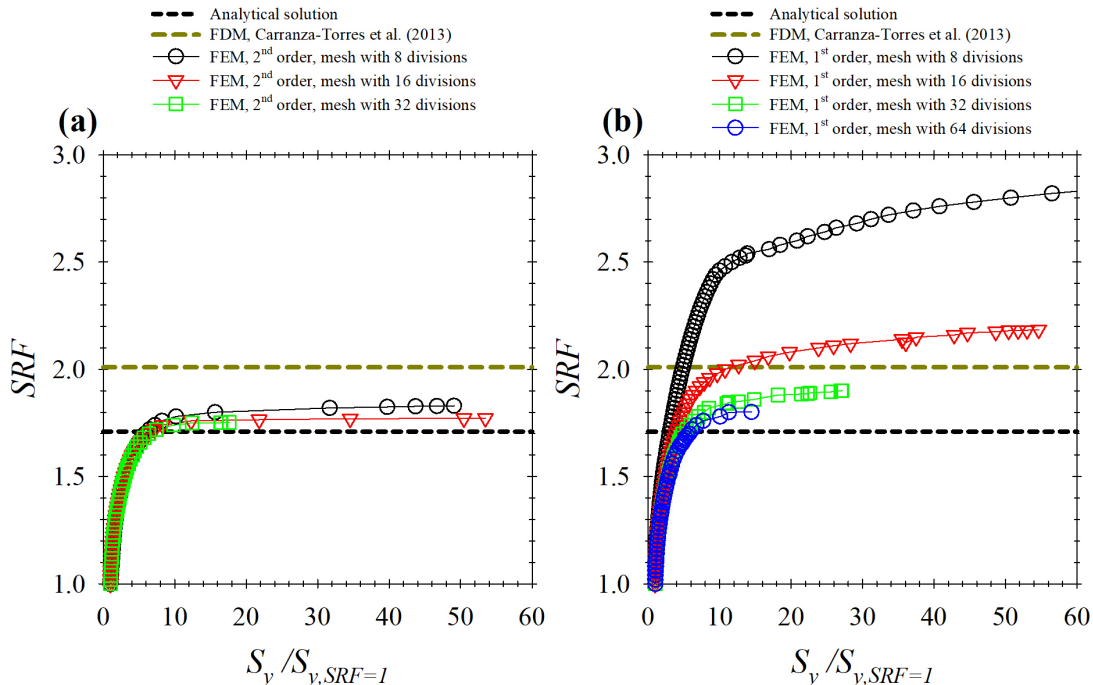 Analytical solution
FDM, Carranza-Torres et al. (2013)
FEM, 2nd order, mesh with 8 divisions
FEM, 2nd order, mesh with 16 divisions
FEM, 2nd order, mesh with 32 divisions
(a)
3.0
2.5
2.0
1.5
1.0
SRF
0 10 20 30 40 50 60
Sy /Sy,SRF=1
Analytical solution
FDM, Carranza-Torres et al. (2013)
FEM, 1st order, mesh with 8 divisions
FEM, 1st order, mesh with 16 divisions
FEM, 1st order, mesh with 32 divisions
FEM, 1st order, mesh with 64 divisions
(b)
3.0
2.5
2.0
1.5
1.0
SRF
0 10 20 30 40 50 60
Sy /Sy,SRF=1